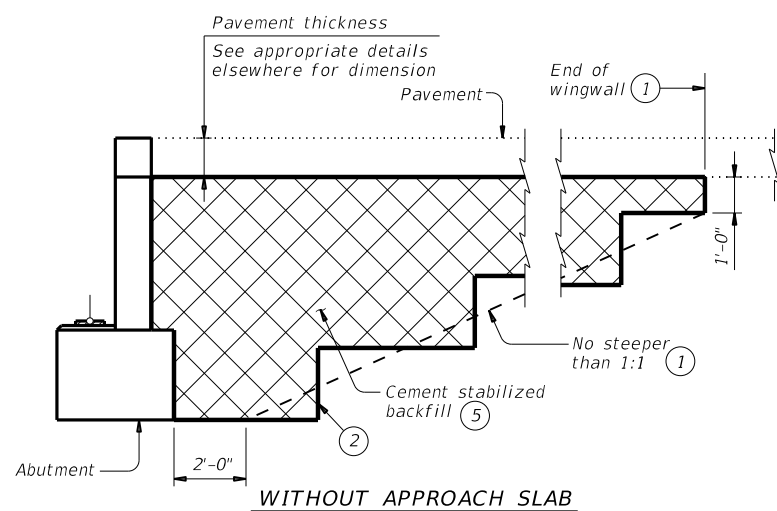 Pavement thickness
See appropriate details
elsewhere for dimension
Pavement
End of
wingwall 1
1'-0"
No steeper
than 1:1 1
Cement stabilized
backfill 5
2
2'-0"
Abutment
WITHOUT APPROACH SLAB